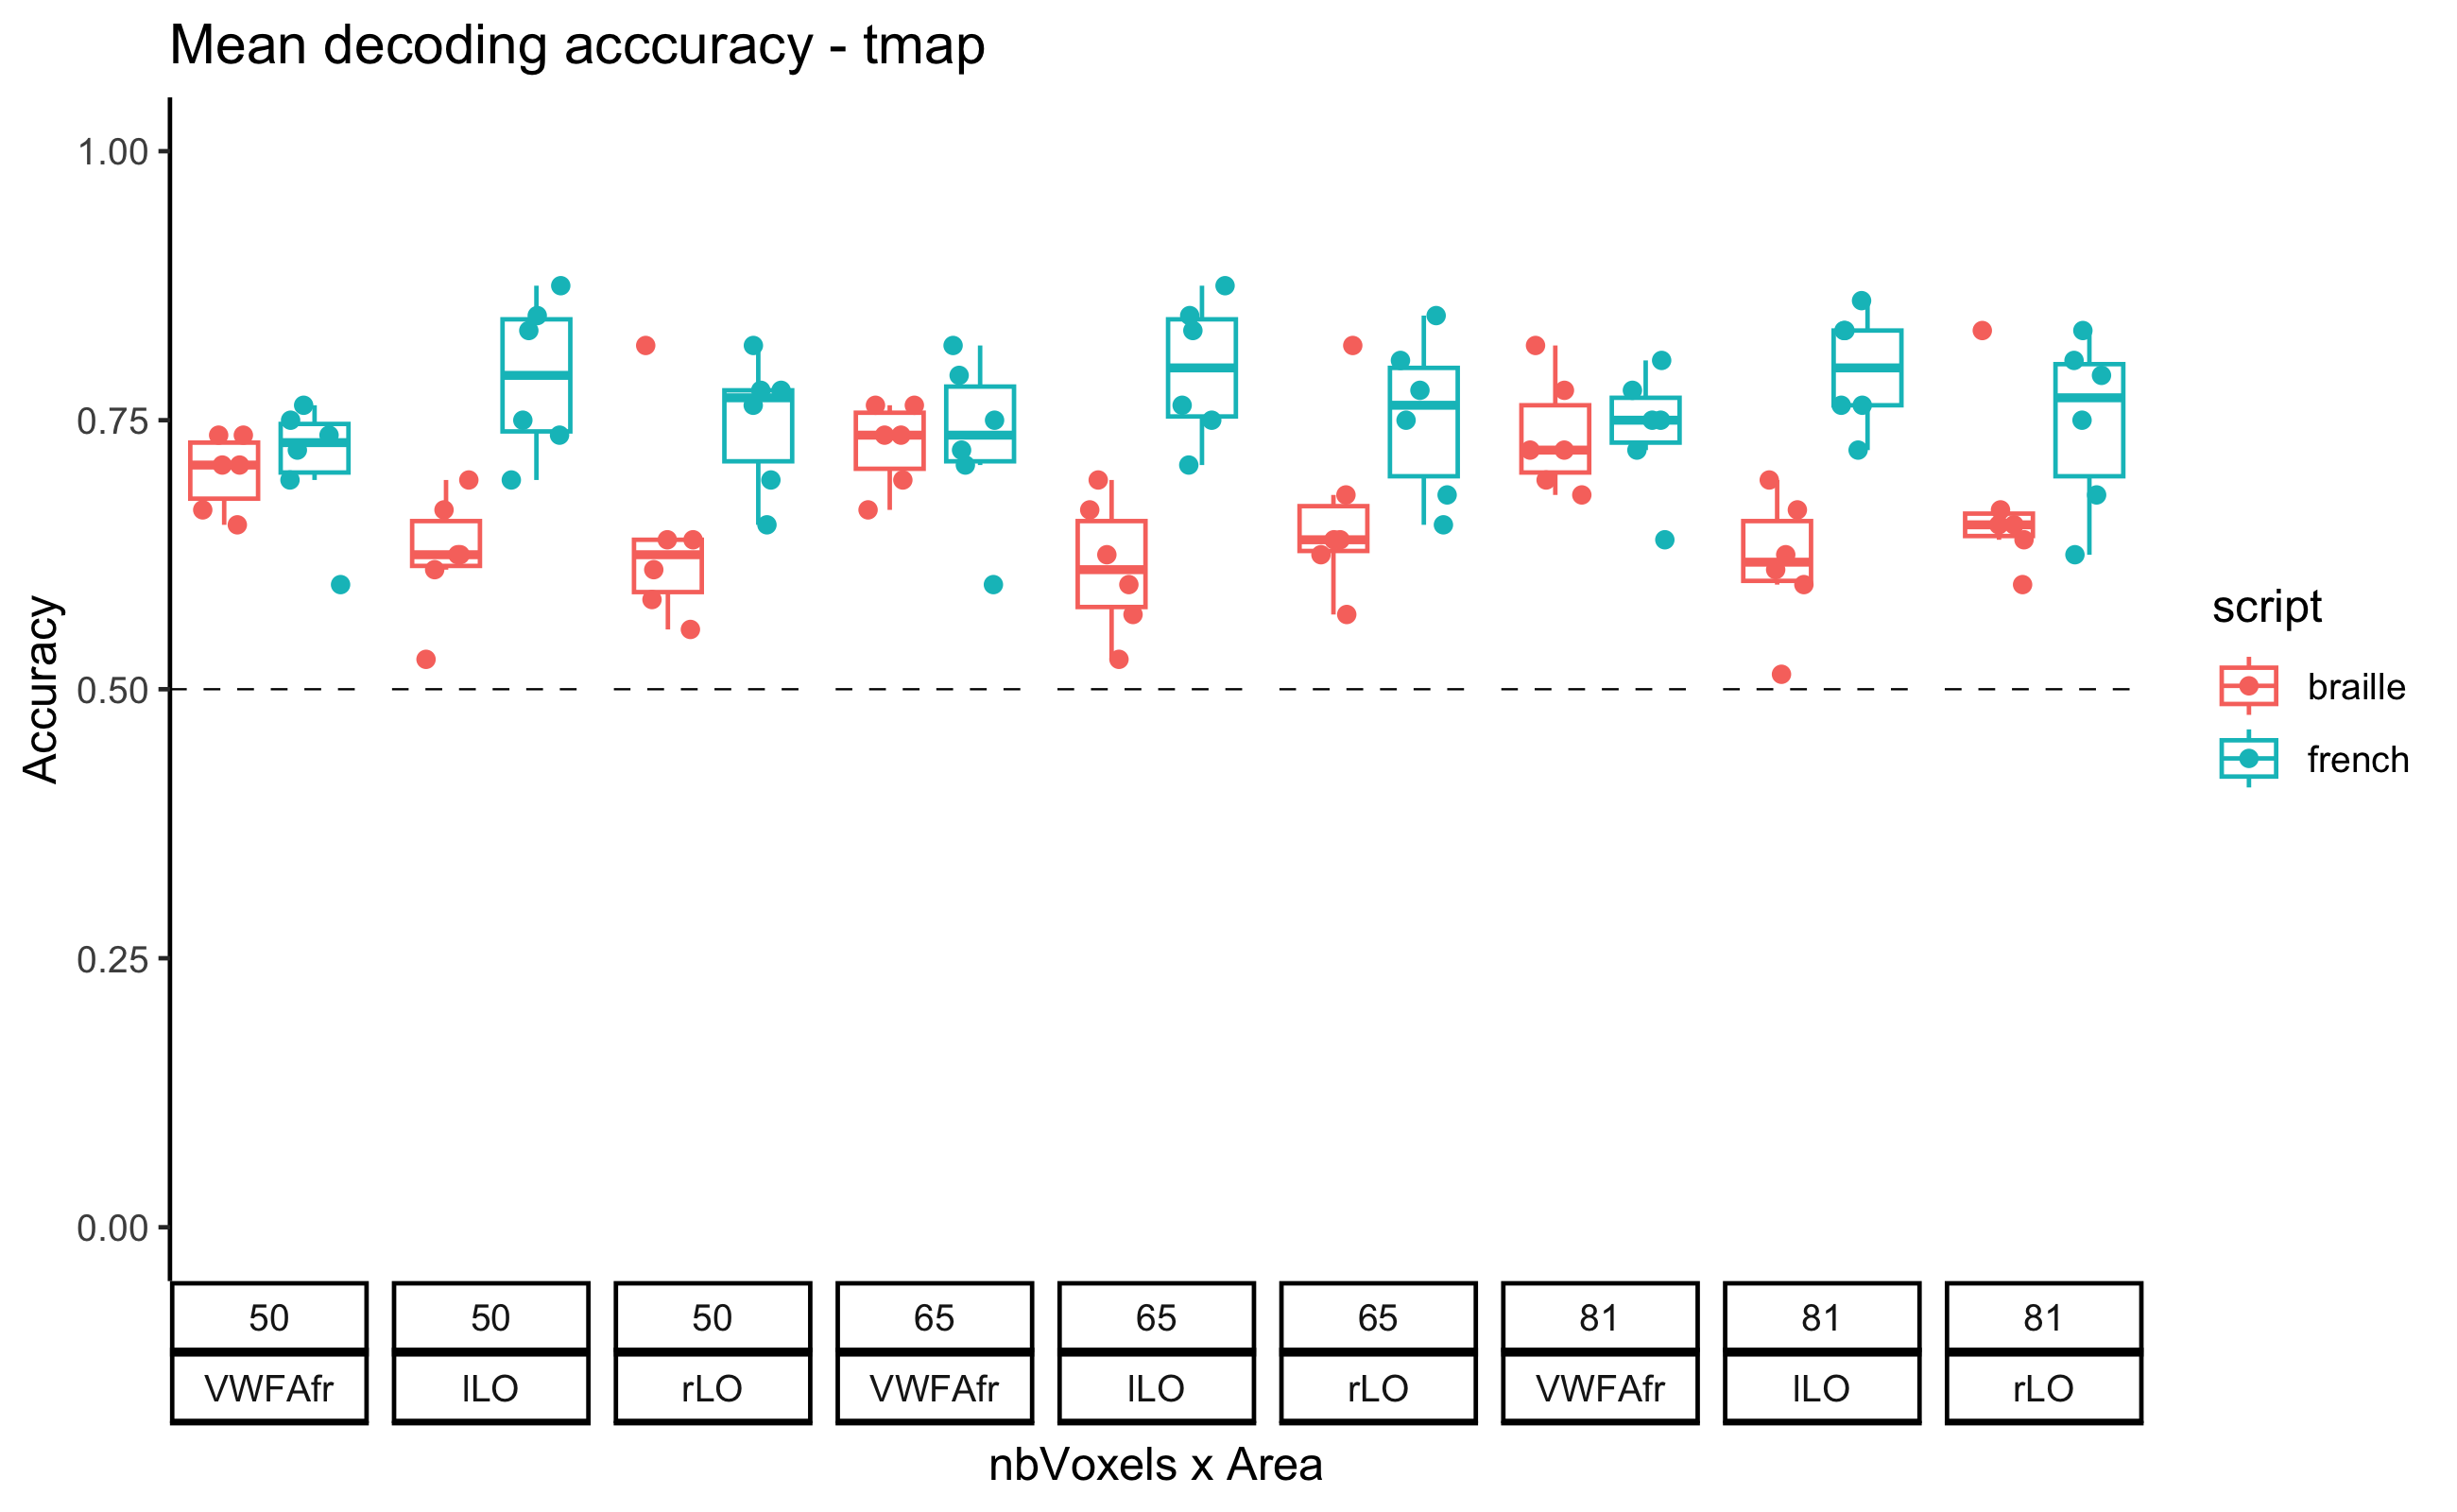 Mean decoding acccuracy - tmap
1.00
0.75
0.50
0.25
0.00
Accuracy
50 50 50 65 65 65 81 81 81
VWFAfr lLO rLO VWFAfr lLO rLO VWFAfr lLO rLO
nbVoxels x Area
script
braille
french